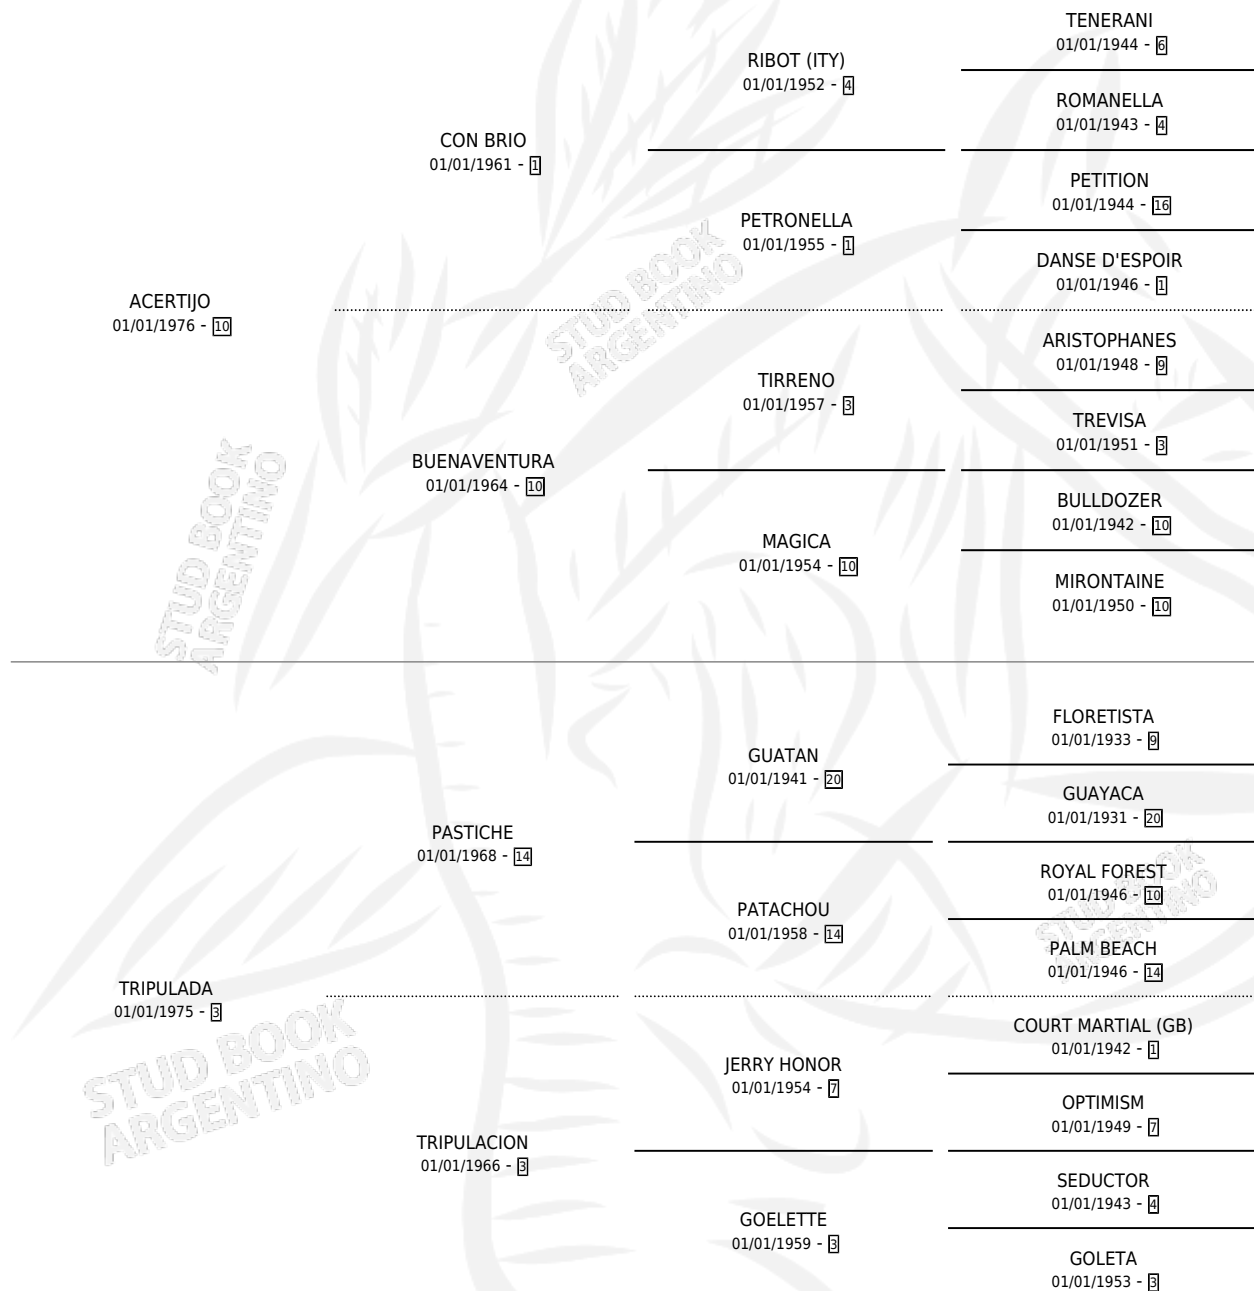 TENERANI
01/01/1944 - 6
RIBOT (ITY)
01/01/1952 - 4
ROMANELLA
01/01/1943 - 4
CON BRIO
01/01/1961 - 1
PETITION
01/01/1944 - 16
PETRONELLA
01/01/1955 - 1
DANSE D'ESPOIR
01/01/1946 - 1
ACERTIJO
01/01/1976 - 10
STUD BOOK
ARGENTINO
ARISTOPHANES
01/01/1948 - 9
TIRRENO
01/01/1957 - 3
TREVISA
01/01/1951 - 3
BUENAVENTURA
01/01/1964 - 10
BULLDOZER
01/01/1942 - 10
MAGICA
01/01/1954 - 10
MIRONTAINE
01/01/1950 - 10
STUD BOOK
ARGENTINO
FLORETISTA
01/01/1933 - 9
GUATAN
01/01/1941 - 20
GUAYACA
01/01/1931 - 20
PASTICHE
01/01/1968 - 14
ROYAL FOREST
01/01/1946 - 10
PATACHOU
01/01/1958 - 14
PALM BEACH
01/01/1946 - 14
STUD BOOK
ARGENTINO
TRIPULADA
01/01/1975 - 3
COURT MARTIAL (GB)
01/01/1942 - 1
JERRY HONOR
01/01/1954 - 7
OPTIMISM
01/01/1949 - 7
STUD BOOK
ARGENTINO
TRIPULACION
01/01/1966 - 3
SEDUCTOR
01/01/1943 - 4
GOELETTE
01/01/1959 - 3
GOLETA
01/01/1953 - 3